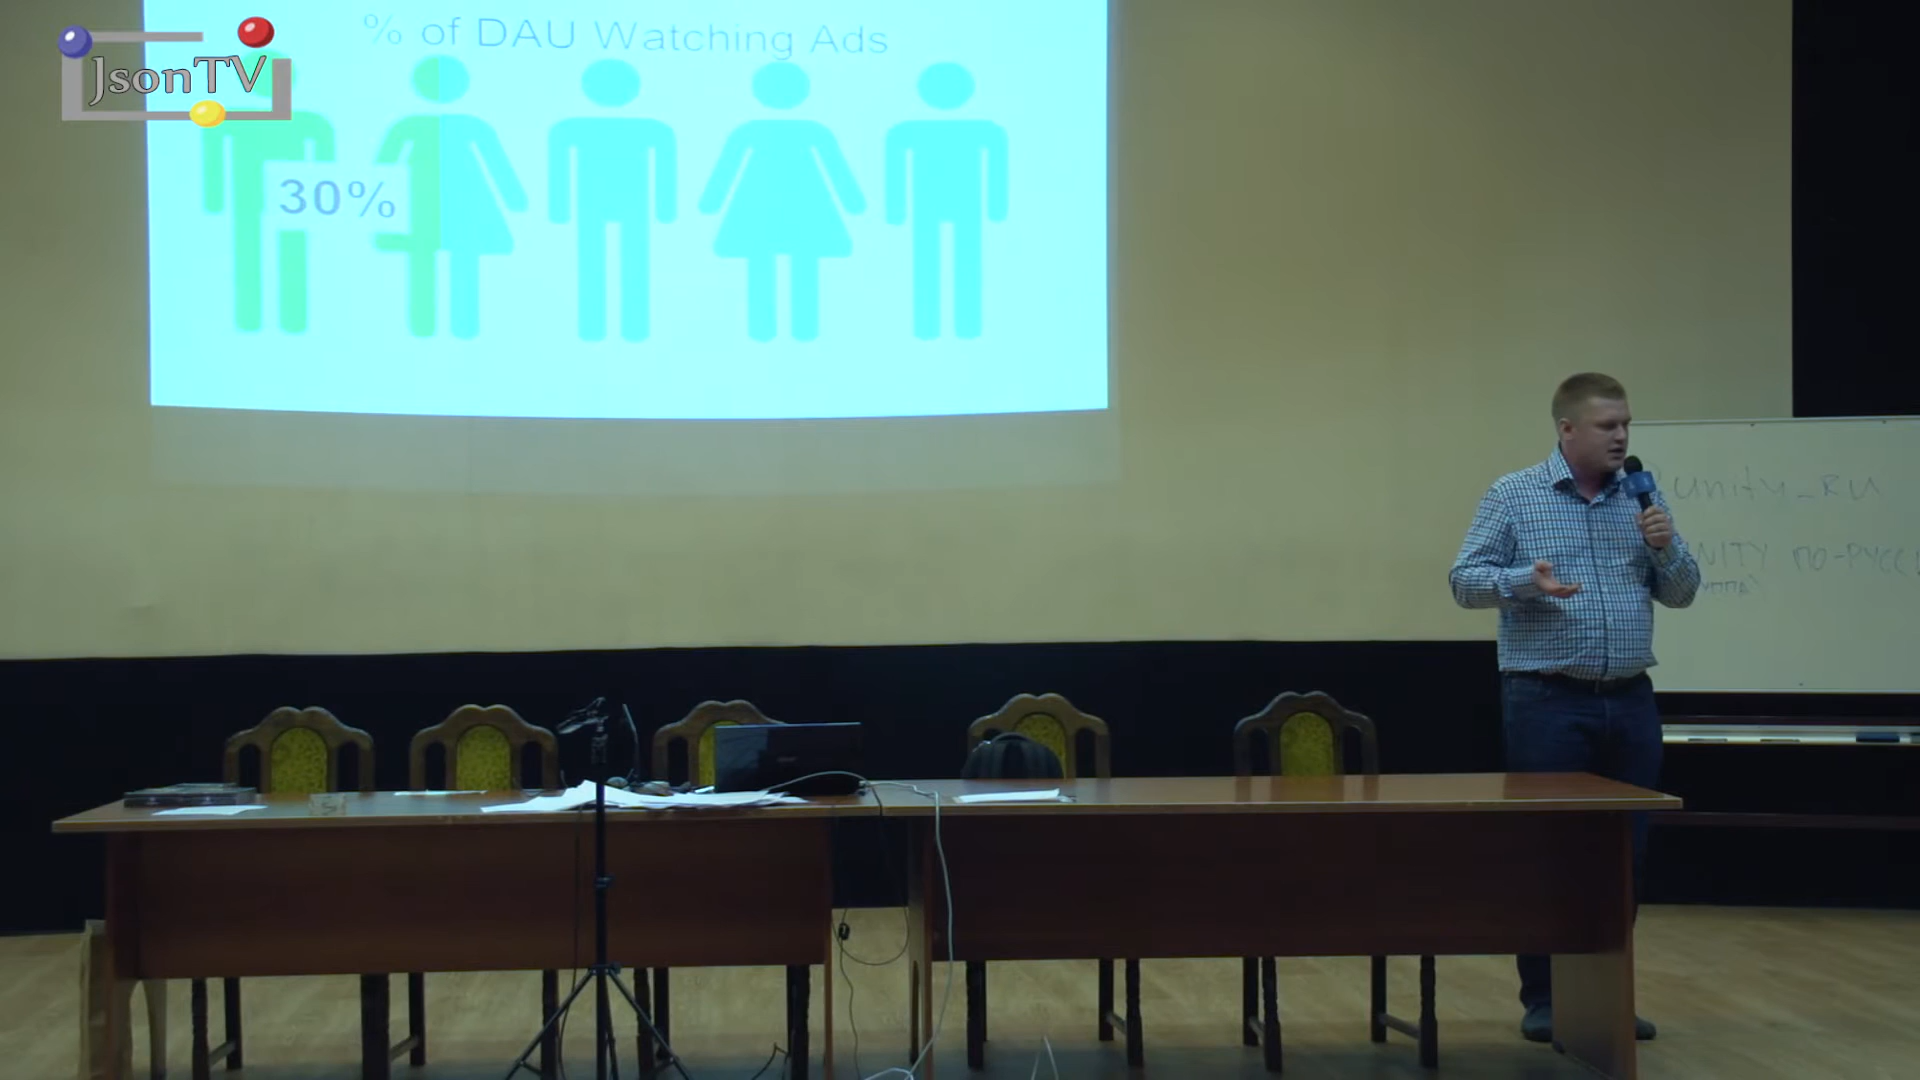 % of DAU Watching Ads
JsonTV
30%
unity_RU
UNITY ПО-РУСС